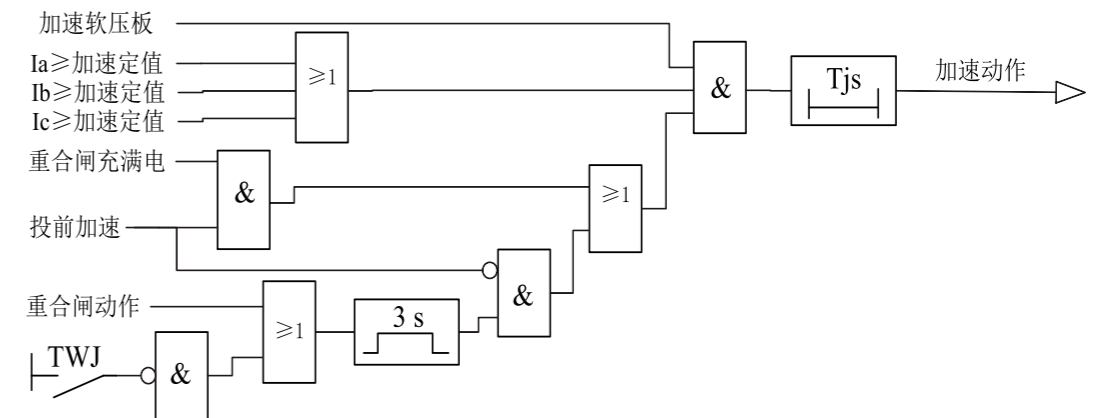 加速软压板
Ia≥加速定值
Ib≥加速定值
Ic≥加速定值
≥1
&
Tjs
加速动作
重合闸充满电
&
≥1
投前加速
&
重合闸动作
≥1
3 s
TWJ
&